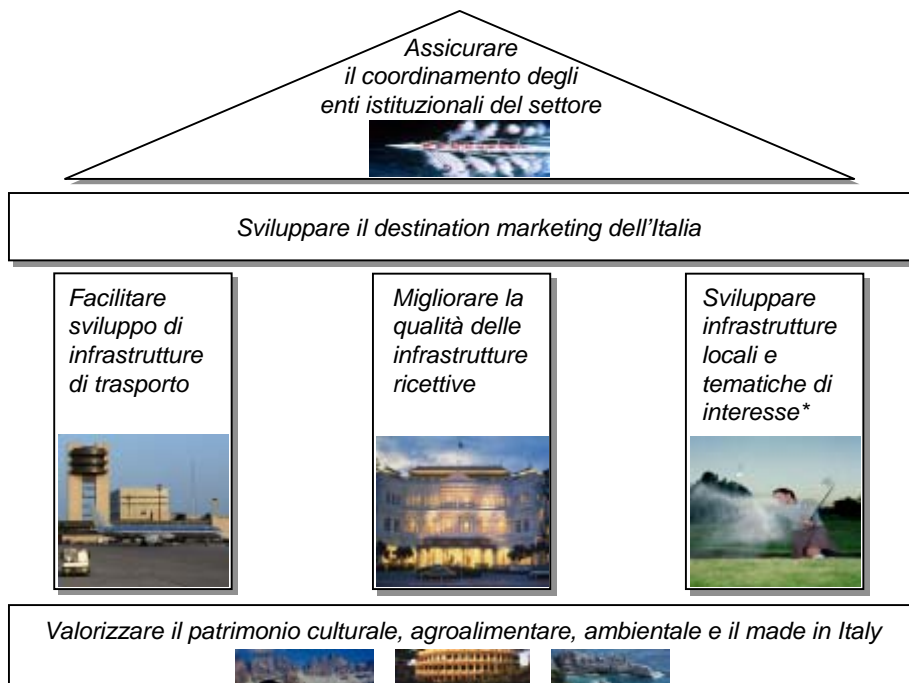 Assicurare
il coordinamento degli
enti istituzionali del settore
Sviluppare il destination marketing dell'Italia
Facilitare
sviluppo di
infrastrutture
di trasporto
Migliorare la
qualità delle
infrastrutture
ricettive
Sviluppare
infrastrutture
locali e
tematiche di
interesse*
Valorizzare il patrimonio culturale, agroalimentare, ambientale e il made in Italy